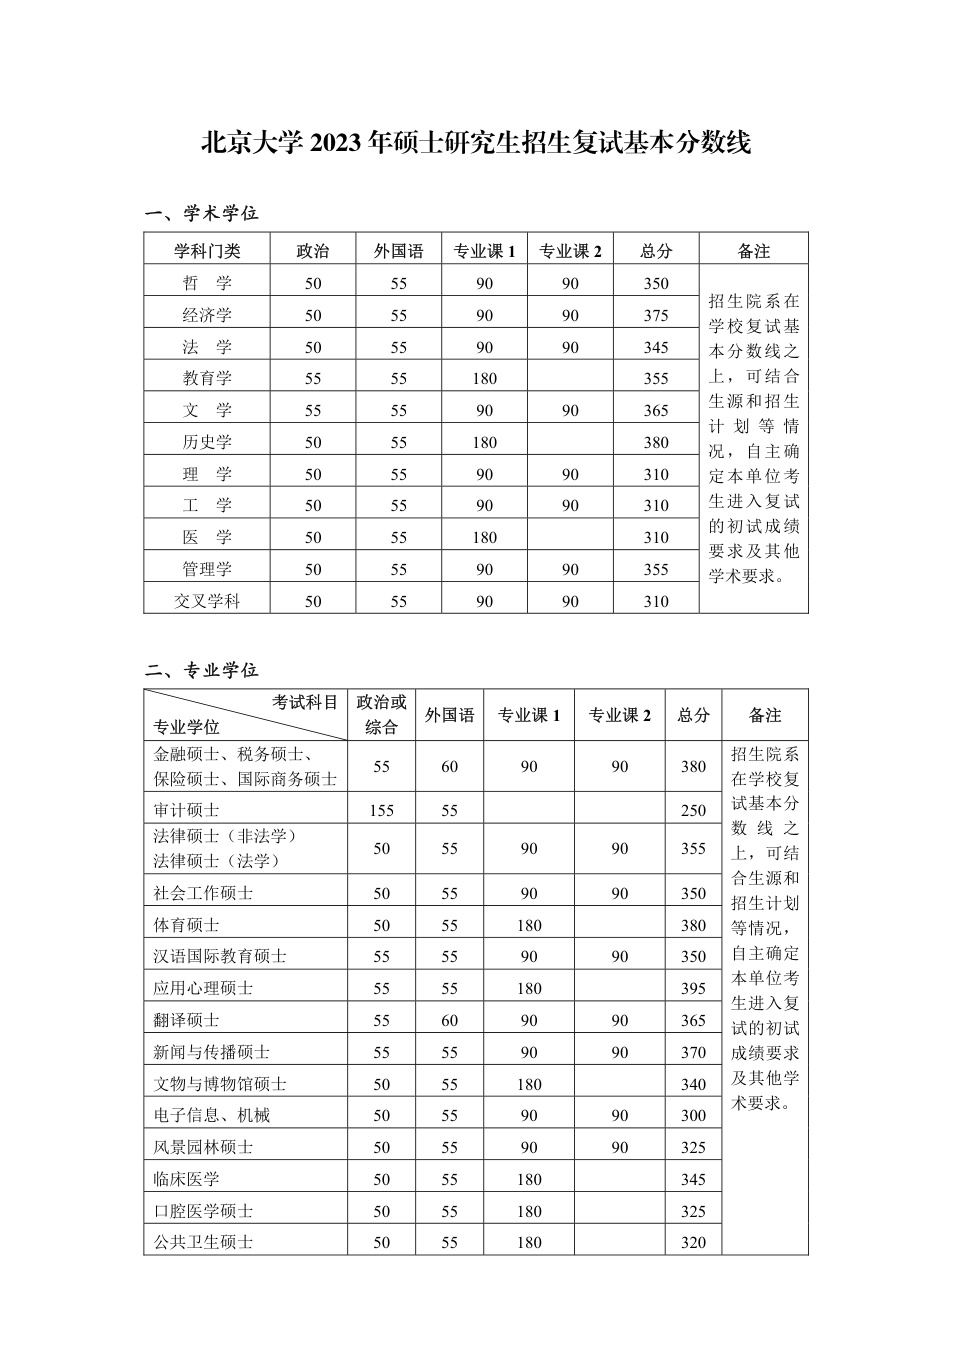 北京大学 2023 年硕士研究生招生复试基本分数线
一、学术学位
学科门类 政治 外国语 专业课 1 专业课 2 总分 备注
哲 学 50 55 90 90 350
经济学 50 55 90 90 375
法 学 50 55 90 90 345
教育学 55 55 180 355
文 学 55 55 90 90 365
历史学 50 55 180 380
理 学 50 55 90 90 310
工 学 50 55 90 90 310
医 学 50 55 180 310
管理学 50 55 90 90 355
交叉学科 50 55 90 90 310
招生院系在
学校复试基
本分数线之
上，可结合
生源和招生
计划等情
况，自主确
定本单位考
生进入复试
的初试成绩
要求及其他
学术要求。
二、专业学位
考试科目
专业学位
政治或
综合
外国语 专业课 1 专业课 2 总分 备注
金融硕士、税务硕士、
保险硕士、国际商务硕士
55 60 90 90 380
审计硕士 155 55 250
法律硕士（非法学）
法律硕士（法学）
50 55 90 90 355
社会工作硕士 50 55 90 90 350
体育硕士 50 55 180 380
汉语国际教育硕士 55 55 90 90 350
应用心理硕士 55 55 180 395
翻译硕士 55 60 90 90 365
新闻与传播硕士 55 55 90 90 370
文物与博物馆硕士 50 55 180 340
电子信息、机械 50 55 90 90 300
风景园林硕士 50 55 90 90 325
临床医学 50 55 180 345
口腔医学硕士 50 55 180 325
公共卫生硕士 50 55 180 320
招生院系
在学校复
试基本分
数线之
上，可结
合生源和
招生计划
等情况，
自主确定
本单位考
生进入复
试的初试
成绩要求
及其他学
术要求。